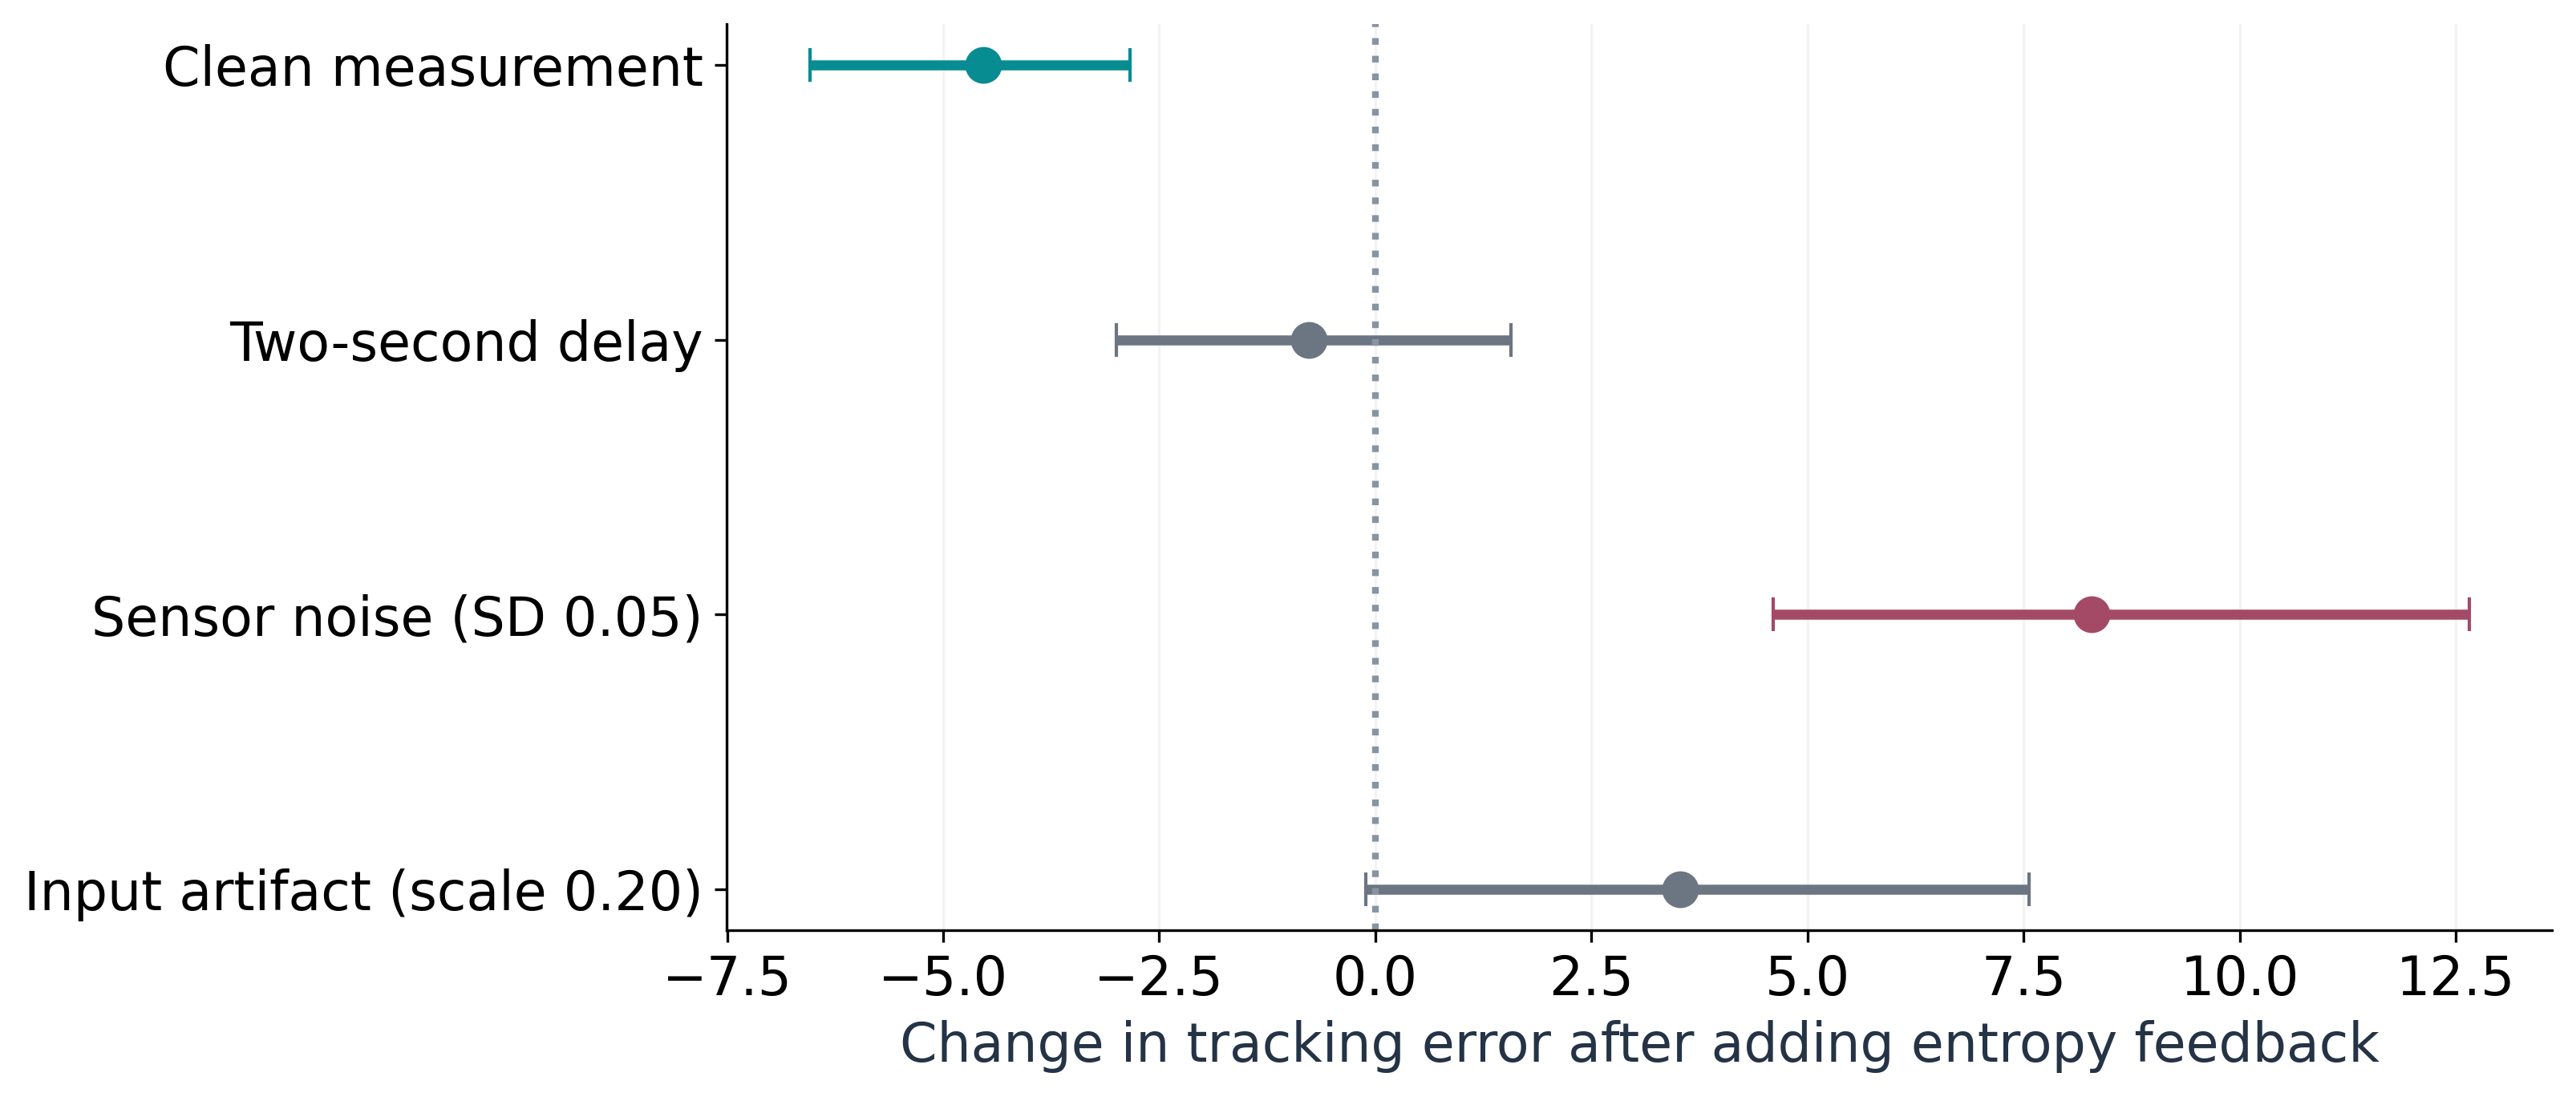 Clean measurement
Two-second delay
Sensor noise (SD 0.05)
Input artifact (scale 0.20)
−7.5 −5.0 −2.5 0.0 2.5 5.0 7.5 10.0 12.5
Change in tracking error after adding entropy feedback